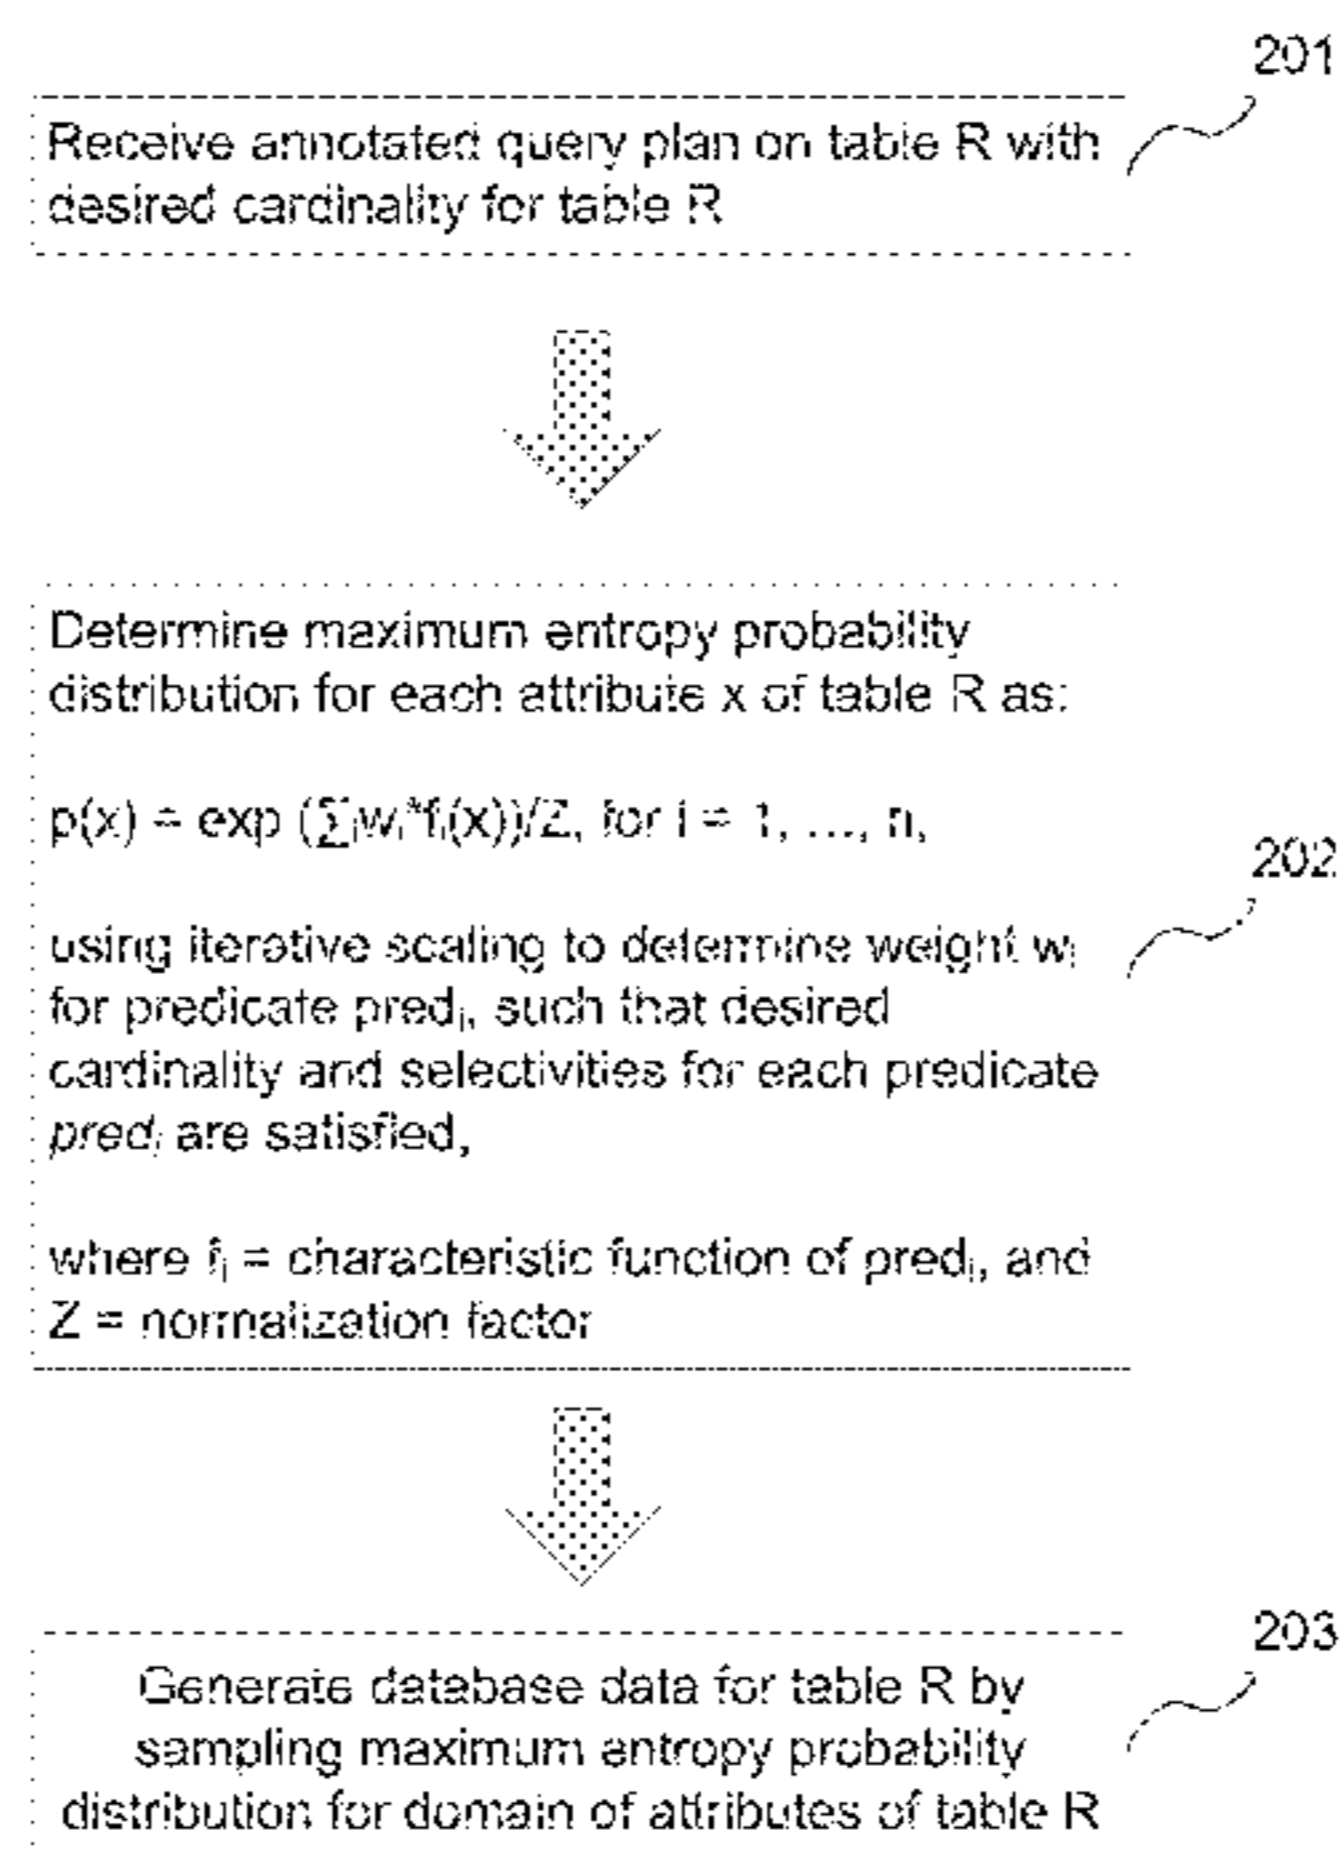 201
Receive annotated query plan on table R with
desired cardinality for table R
Determine maximum entropy probability
distribution for each attribute x of table R as:
p(x) = exp (∑ᵢwᵢ*fᵢ(x))/Z, for i = 1, ..., n,
202
using iterative scaling to determine weight wᵢ
for predicate predᵢ, such that desired
cardinality and selectivities for each predicate
predᵢ are satisfied,
where fᵢ = characteristic function of predᵢ, and
Z = normalization factor
203
Generate database data for table R by
sampling maximum entropy probability
distribution for domain of attributes of table R